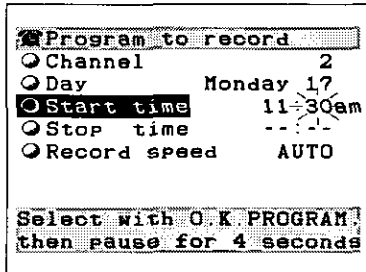 Program to record
Channel 2
Day Monday 17
Start time 11:30am
Stop time --:--
Record speed AUTO
Select with O.K.PROGRAM,
then pause for 4 seconds